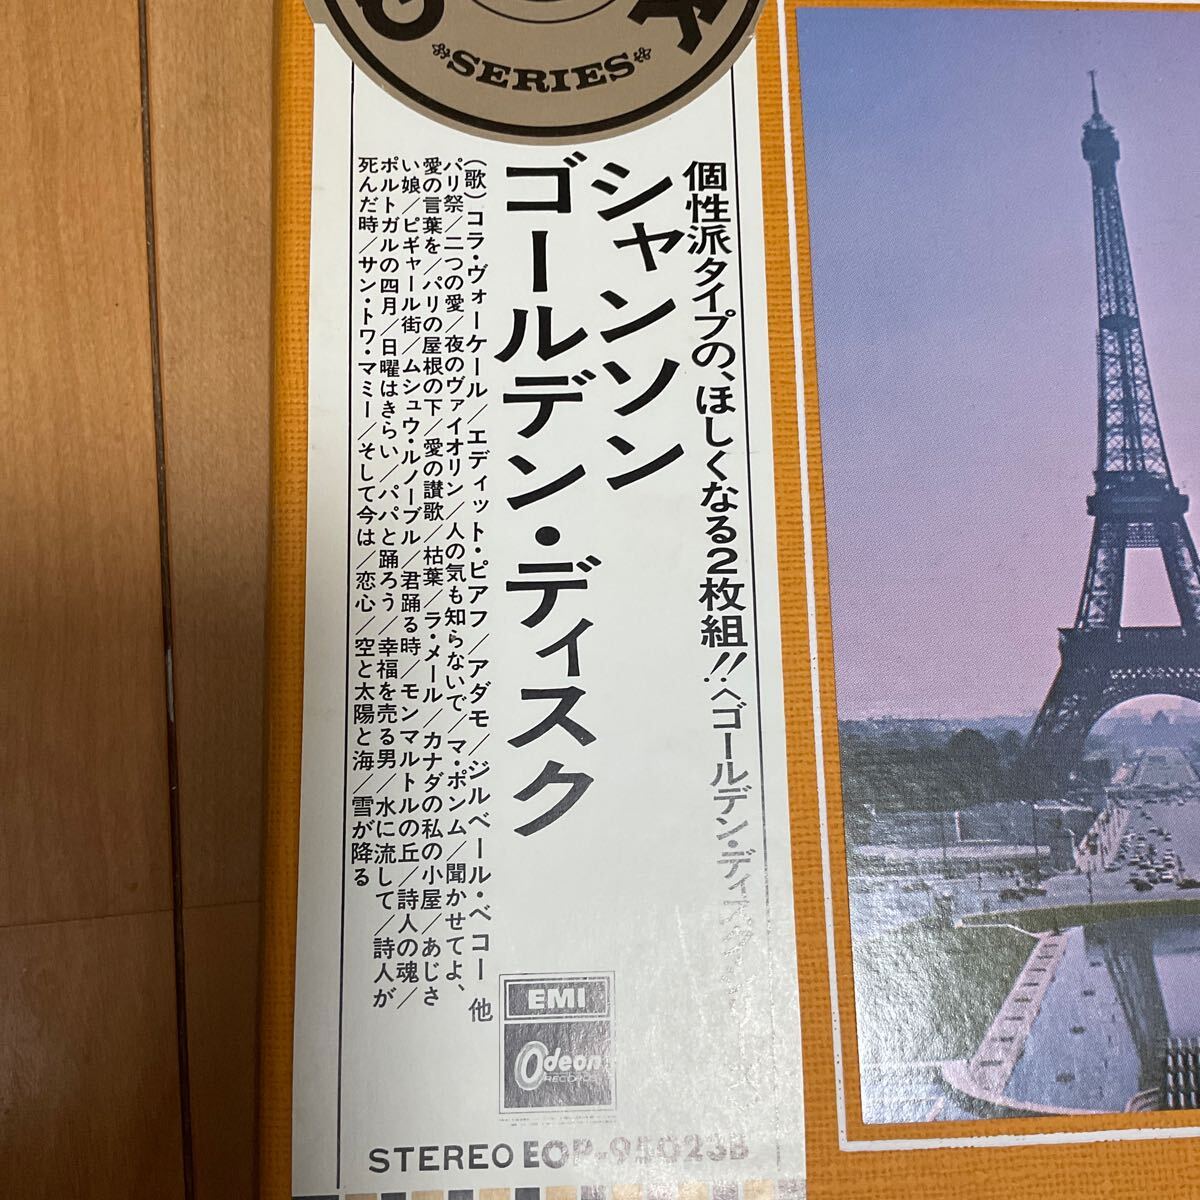 SERIES
個性派タイプの、ほしくなる2枚組!!<ゴールデン・ディスク
シャンソン
ゴールデン・ディスク
(歌)コラ・ヴォーケール/エディット・ピアフ/アダモ/ジルベール・ベコー 他
パリ祭/二つの愛/夜のヴァイオリン/人の気も知らないで/マ・ポンム/聞かせてよ、
愛の言葉を/パリの屋根の下/愛の讃歌/枯葉/ラ・メール/カナダの私の小屋/あじさ
い娘/ピギャール街/ムシュウ・ルノーブル/君踊る時/モンマルトルの丘/詩人の魂/
ポルトガルの四月/日曜はきらい/パパと踊ろう/幸福を売る男/水に流して/詩人が
死んだ時/サン・トワ・マミー/そして今は/恋心/空と太陽と海/雪が降る
EMI
Odeon
RECORDS
STEREO EOP-95023B